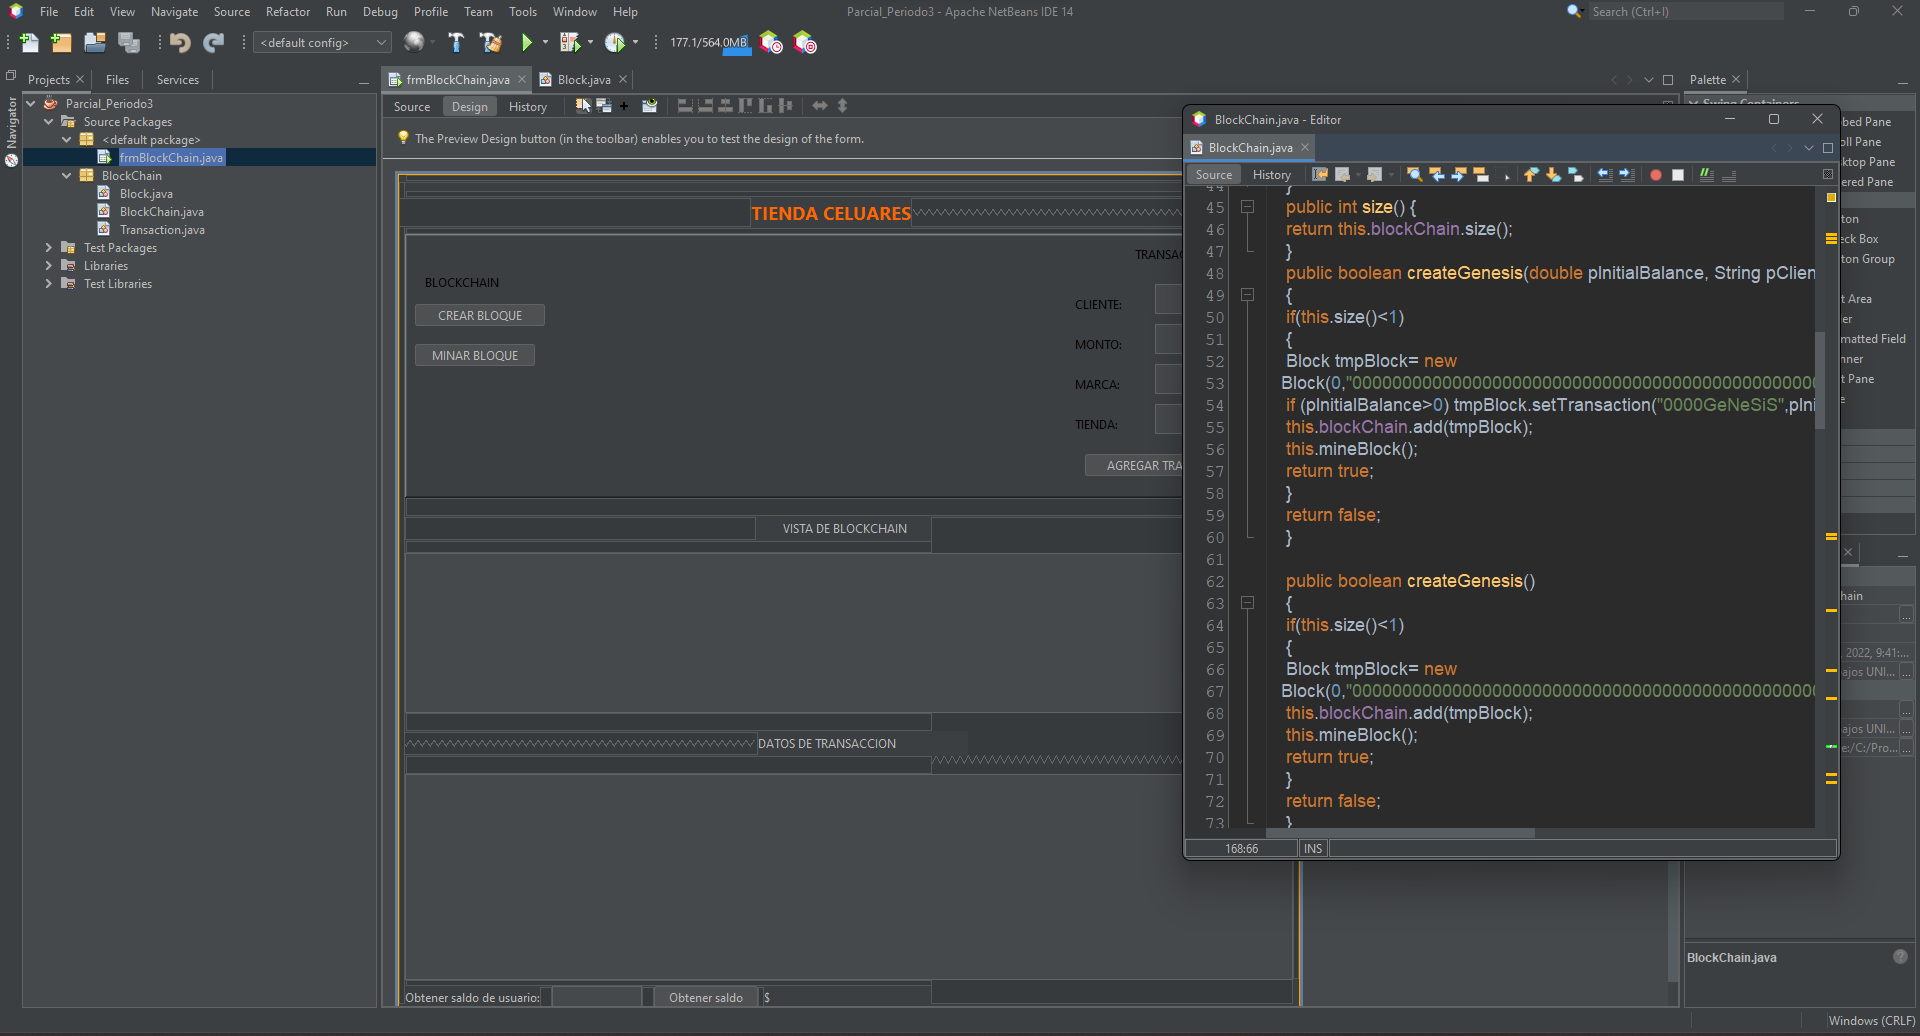 File Edit View Navigate Source Refactor Run Debug Profile Team Tools Window Help
Parcial_Periodo3 - Apache NetBeans IDE 14
Search (Ctrl+I)
<default config>
177.1/564.0MB
Projects Files Services
Navigator
Parcial_Periodo3
Source Packages
<default package>
frmBlockChain.java
BlockChain
Block.java
BlockChain.java
Transaction.java
Test Packages
Libraries
Test Libraries
frmBlockChain.java Block.java
Source Design History
The Preview Design button (in the toolbar) enables you to test the design of the form.
TIENDA CELUARES
TRANSAC
BLOCKCHAIN
CREAR BLOQUE
MINAR BLOQUE
CLIENTE:
MONTO:
MARCA:
TIENDA:
AGREGAR TRA
VISTA DE BLOCKCHAIN
DATOS DE TRANSACCION
Obtener saldo de usuario: Obtener saldo $
BlockChain.java - Editor
BlockChain.java
Source History
44 }
45 public int size() {
46 return this.blockChain.size();
47 }
48 public boolean createGenesis(double pInitialBalance, String pClien
49 {
50 if(this.size()<1)
51 {
52 Block tmpBlock= new
53 Block(0,"00000000000000000000000000000000000000000000000
54 if (pInitialBalance>0) tmpBlock.setTransaction("0000GeNeSiS",pIni
55 this.blockChain.add(tmpBlock);
56 this.mineBlock();
57 return true;
58 }
59 return false;
60 }
61
62 public boolean createGenesis()
63 {
64 if(this.size()<1)
65 {
66 Block tmpBlock= new
67 Block(0,"00000000000000000000000000000000000000000000000
68 this.blockChain.add(tmpBlock);
69 this.mineBlock();
70 return true;
71 }
72 return false;
73 }
168:66 INS
Palette
Swing Containers
bed Pane
oll Pane
ktop Pane
ered Pane
ton
eck Box
ton Group
t Area
er
matted Field
nner
t Pane
e
hain
...
, 2022, 9:41:...
ajos UNI... ...
...
ajos UNI... ...
e:/C:/Pro... ...
BlockChain.java
Windows (CRLF)